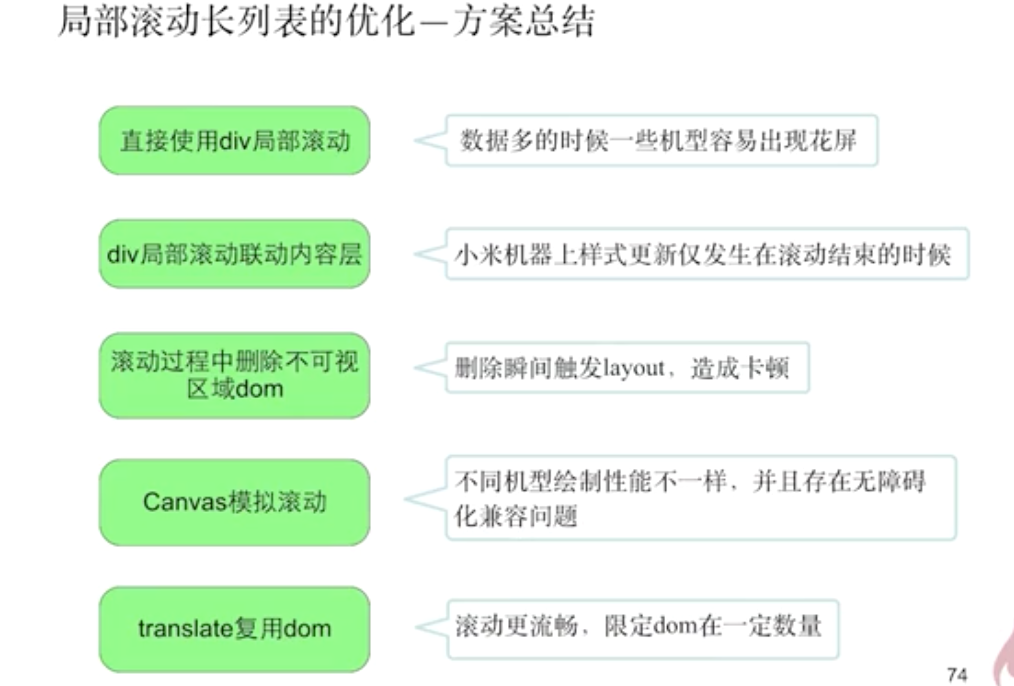 局部滚动长列表的优化—方案总结
直接使用div局部滚动
数据多的时候一些机型容易出现花屏
div局部滚动联动内容层
小米机器上样式更新仅发生在滚动结束的时候
滚动过程中删除不可视
区域dom
删除瞬间触发layout，造成卡顿
Canvas模拟滚动
不同机型绘制性能不一样，并且存在无障碍
化兼容问题
translate复用dom
滚动更流畅，限定dom在一定数量
74